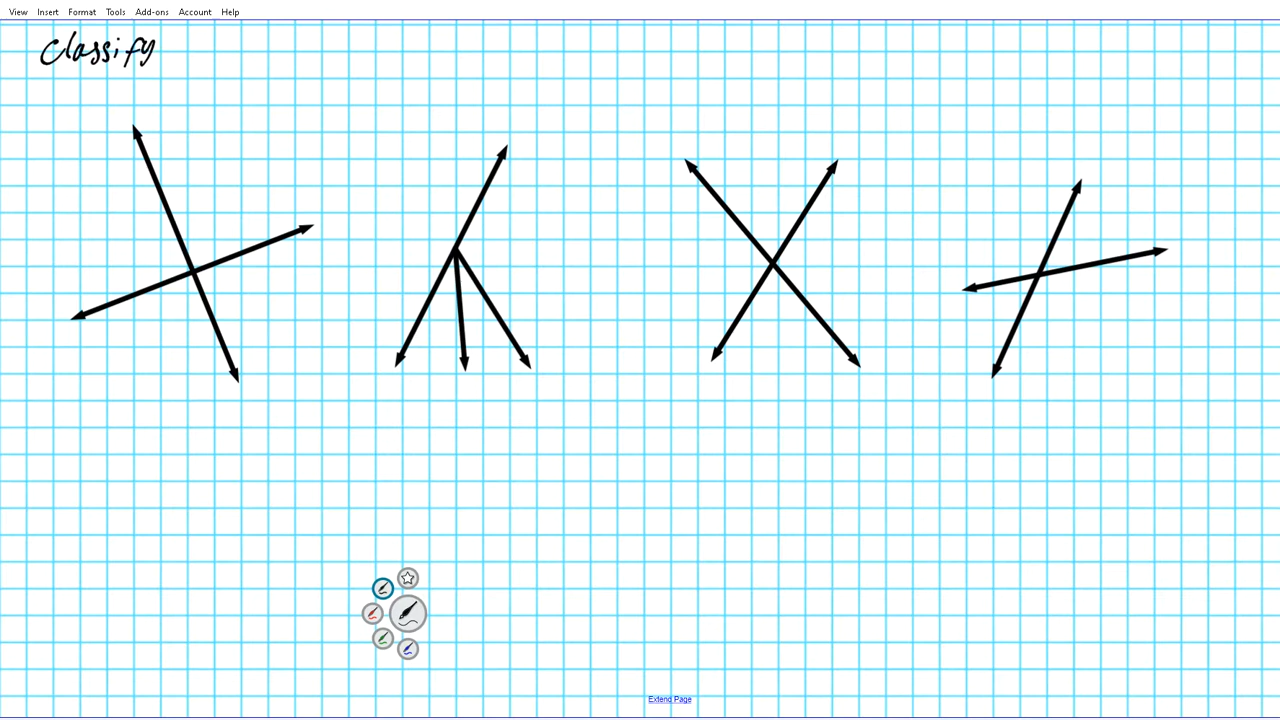 View Insert Format Tools Add-ons Account Help
Classify
Extend Page